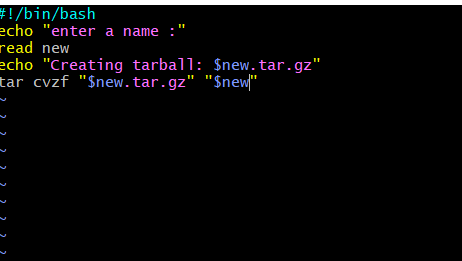 #!/bin/bash
echo "enter a name :"
read new
echo "Creating tarball: $new.tar.gz"
tar cvzf "$new.tar.gz" "$new"
~
~
~
~
~
~
~
~
~
~